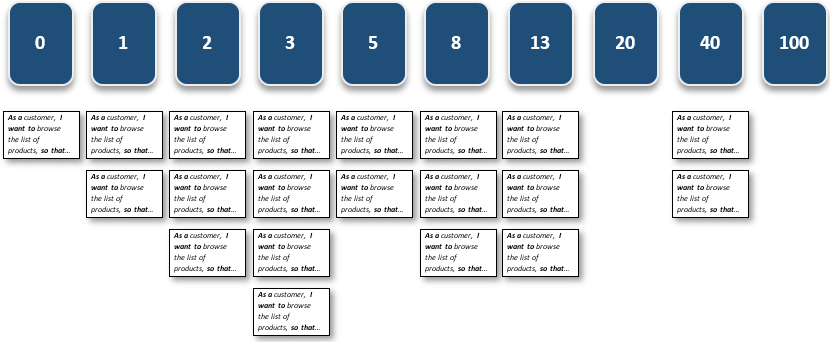 0 1 2 3 5 8 13 20 40 100
As a customer, I
want to browse
the list of
products, so that...
As a customer, I
want to browse
the list of
products, so that...
As a customer, I
want to browse
the list of
products, so that...
As a customer, I
want to browse
the list of
products, so that...
As a customer, I
want to browse
the list of
products, so that...
As a customer, I
want to browse
the list of
products, so that...
As a customer, I
want to browse
the list of
products, so that...
As a customer, I
want to browse
the list of
products, so that...
As a customer, I
want to browse
the list of
products, so that...
As a customer, I
want to browse
the list of
products, so that...
As a customer, I
want to browse
the list of
products, so that...
As a customer, I
want to browse
the list of
products, so that...
As a customer, I
want to browse
the list of
products, so that...
As a customer, I
want to browse
the list of
products, so that...
As a customer, I
want to browse
the list of
products, so that...
As a customer, I
want to browse
the list of
products, so that...
As a customer, I
want to browse
the list of
products, so that...
As a customer, I
want to browse
the list of
products, so that...
As a customer, I
want to browse
the list of
products, so that...
As a customer, I
want to browse
the list of
products, so that...